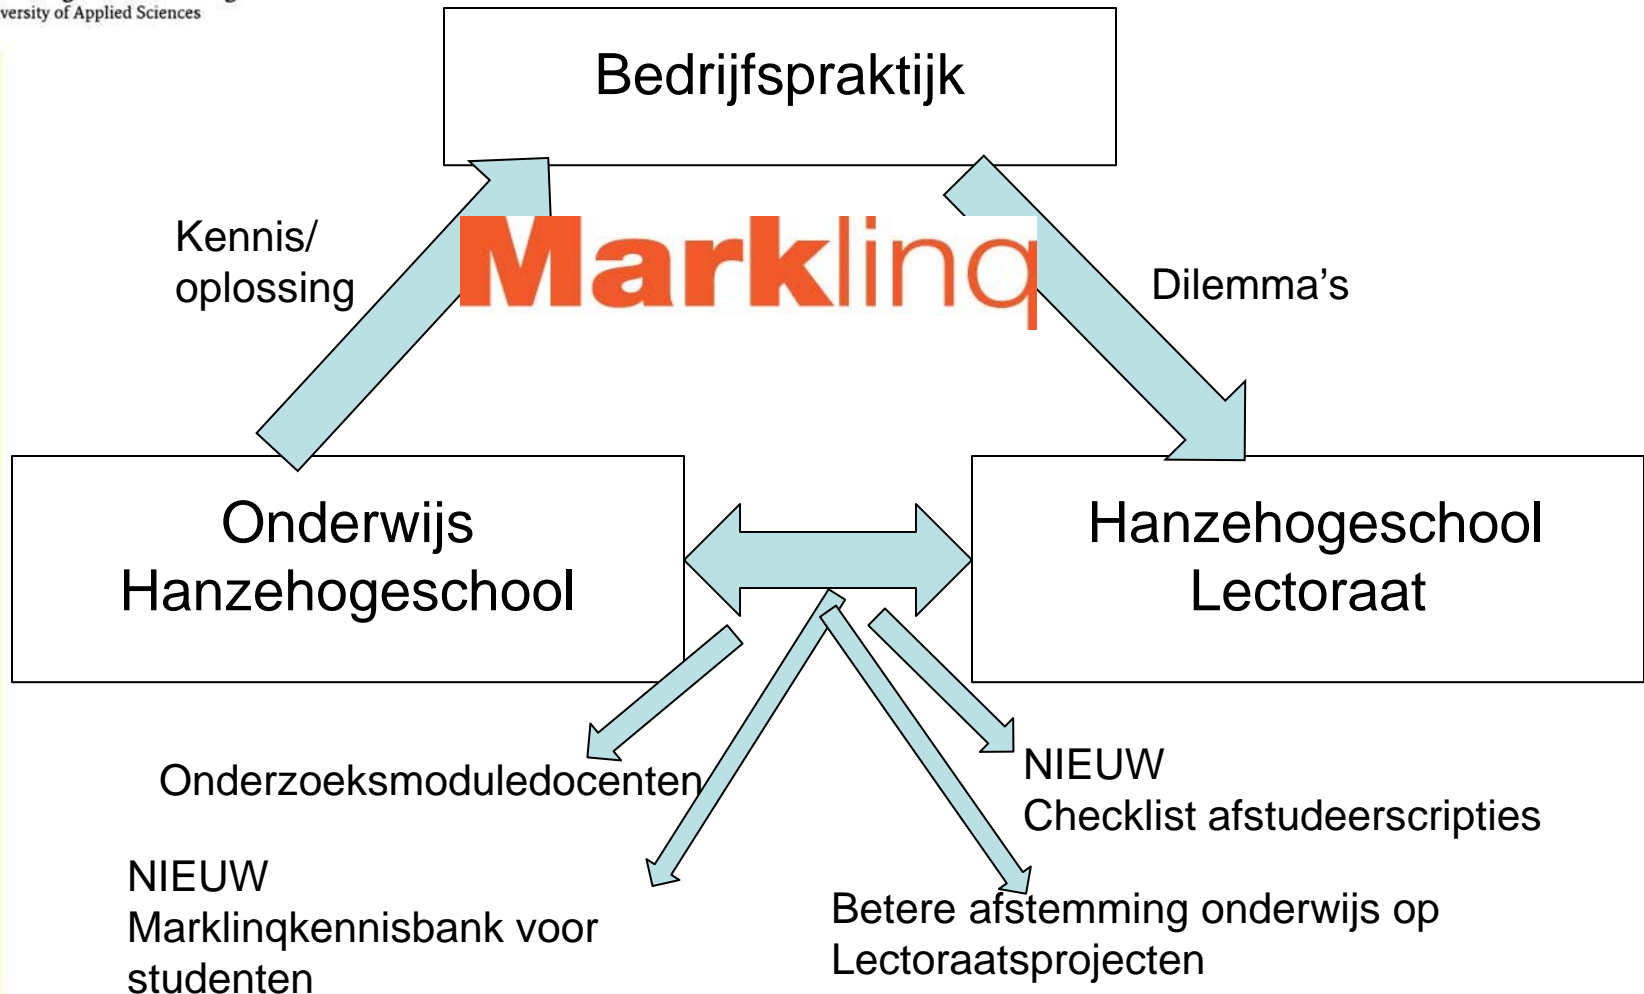 versity of Applied Sciences
Bedrijfspraktijk
Kennis/
oplossing
Marklinq
Dilemma's
Onderwijs
Hanzehogeschool
Hanzehogeschool
Lectoraat
Onderzoeksmoduledocenten
NIEUW
Checklist afstudeerscripties
NIEUW
Marklinqkennisbank voor
studenten
Betere afstemming onderwijs op
Lectoraatsprojecten